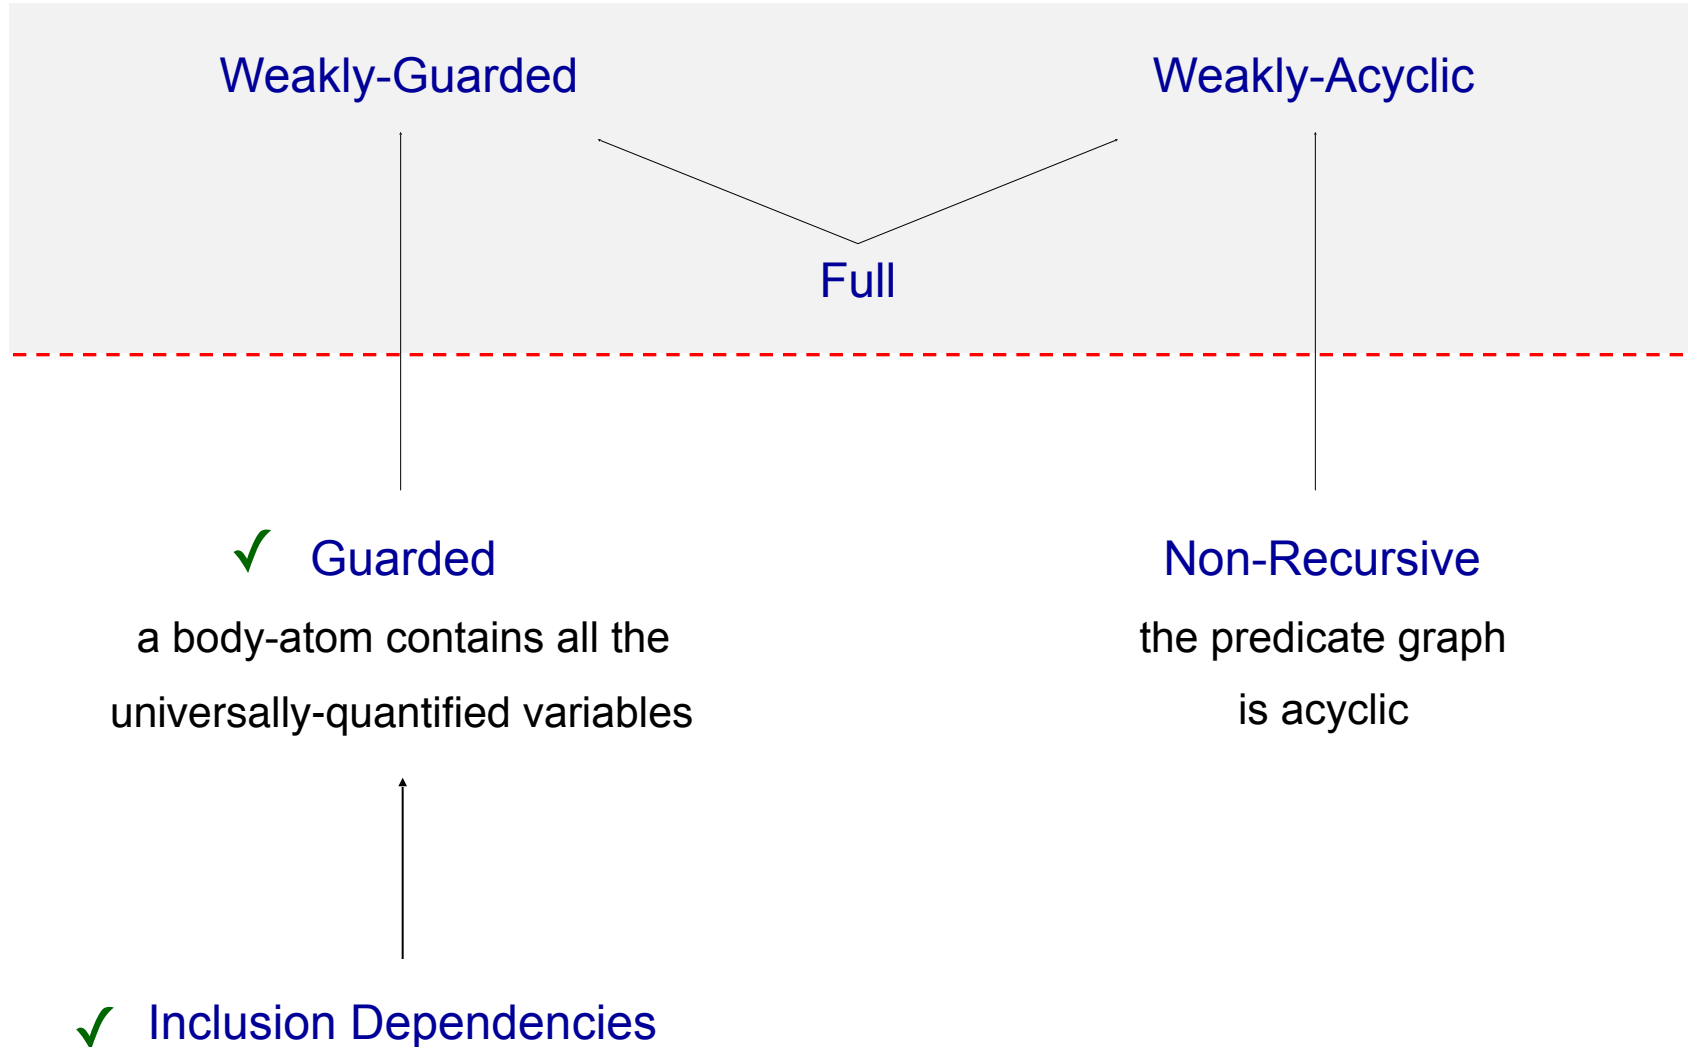 Weakly-Guarded
Weakly-Acyclic
Full
✓ Guarded
a body-atom contains all the
universally-quantified variables
Non-Recursive
the predicate graph
is acyclic
✓ Inclusion Dependencies